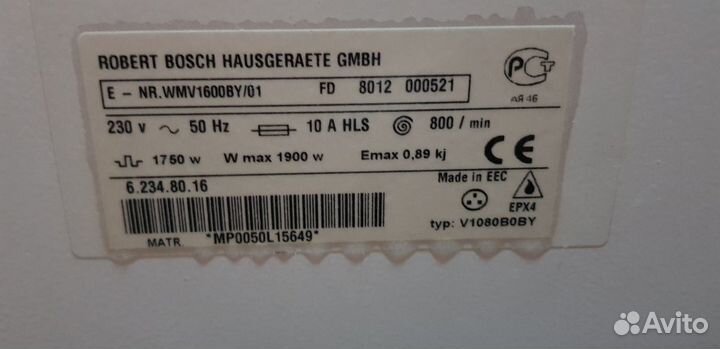 ROBERT BOSCH HAUSGERAETE GMBH
E - NR.WMV1600BY/01 FD 8012 000521
РСТ
АЯ 46
230 v 50 Hz 10 A HLS 800 / min
1750 w W max 1900 w Emax 0,89 kj
CE
6.234.80.16
Made in EEC
EPX4
MATR. *MP0050L15649*
typ: V1080B0BY
Avito